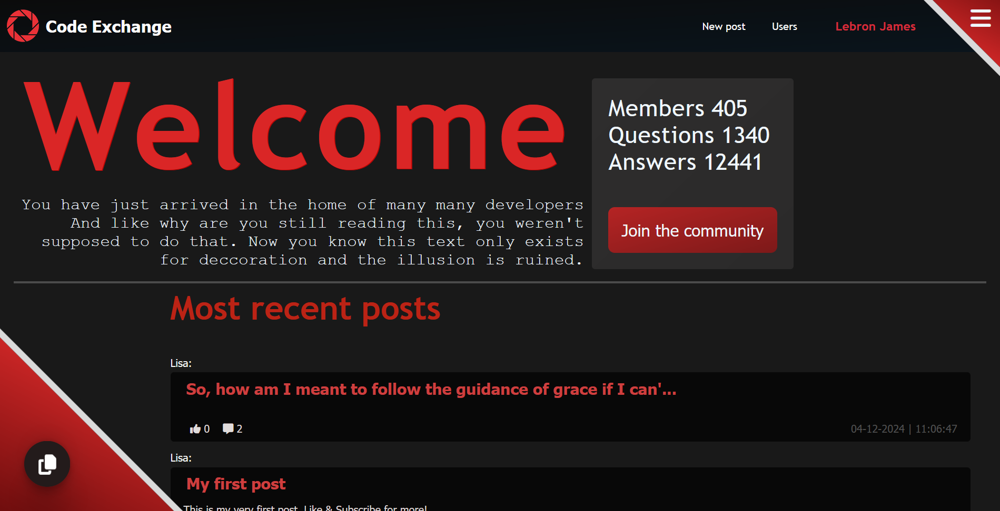 Code Exchange
New post
Users
Lebron James
Welcome
Members 405
Questions 1340
Answers 12441
Join the community
You have just arrived in the home of many many developers
And like why are you still reading this, you weren't
supposed to do that. Now you know this text only exists
for deccoration and the illusion is ruined.
Most recent posts
Lisa:
So, how am I meant to follow the guidance of grace if I can'...
0 2 04-12-2024 | 11:06:47
Lisa:
My first post
This is my very first post. Like & Subscribe for more!